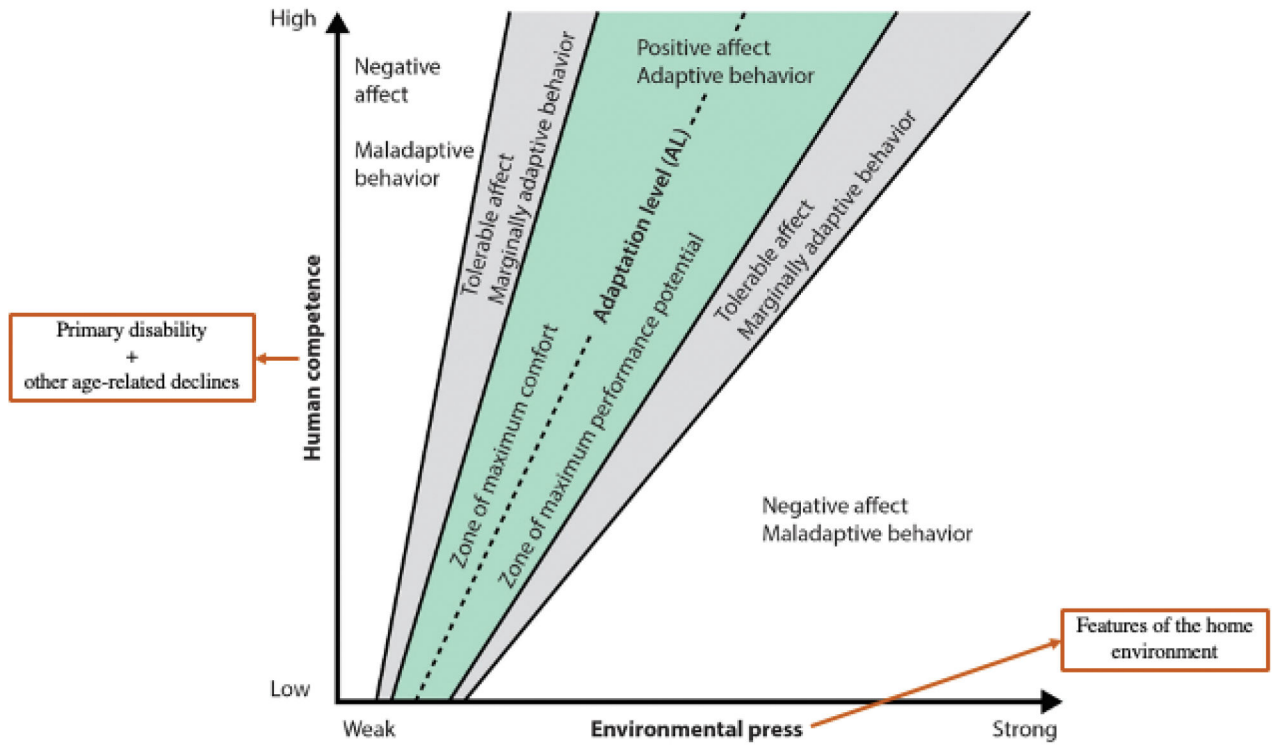 High
Negative
affect
Maladaptive
behavior
Tolerable affect
Marginally adaptive behavior
Positive affect
Adaptive behavior
Adaptation level (AL)
Zone of maximum comfort
Zone of maximum performance potential
Tolerable affect
Marginally adaptive behavior
Human competence
Primary disability
+
other age-related declines
Negative affect
Maladaptive behavior
Features of the home
environment
Low
Weak
Environmental press
Strong